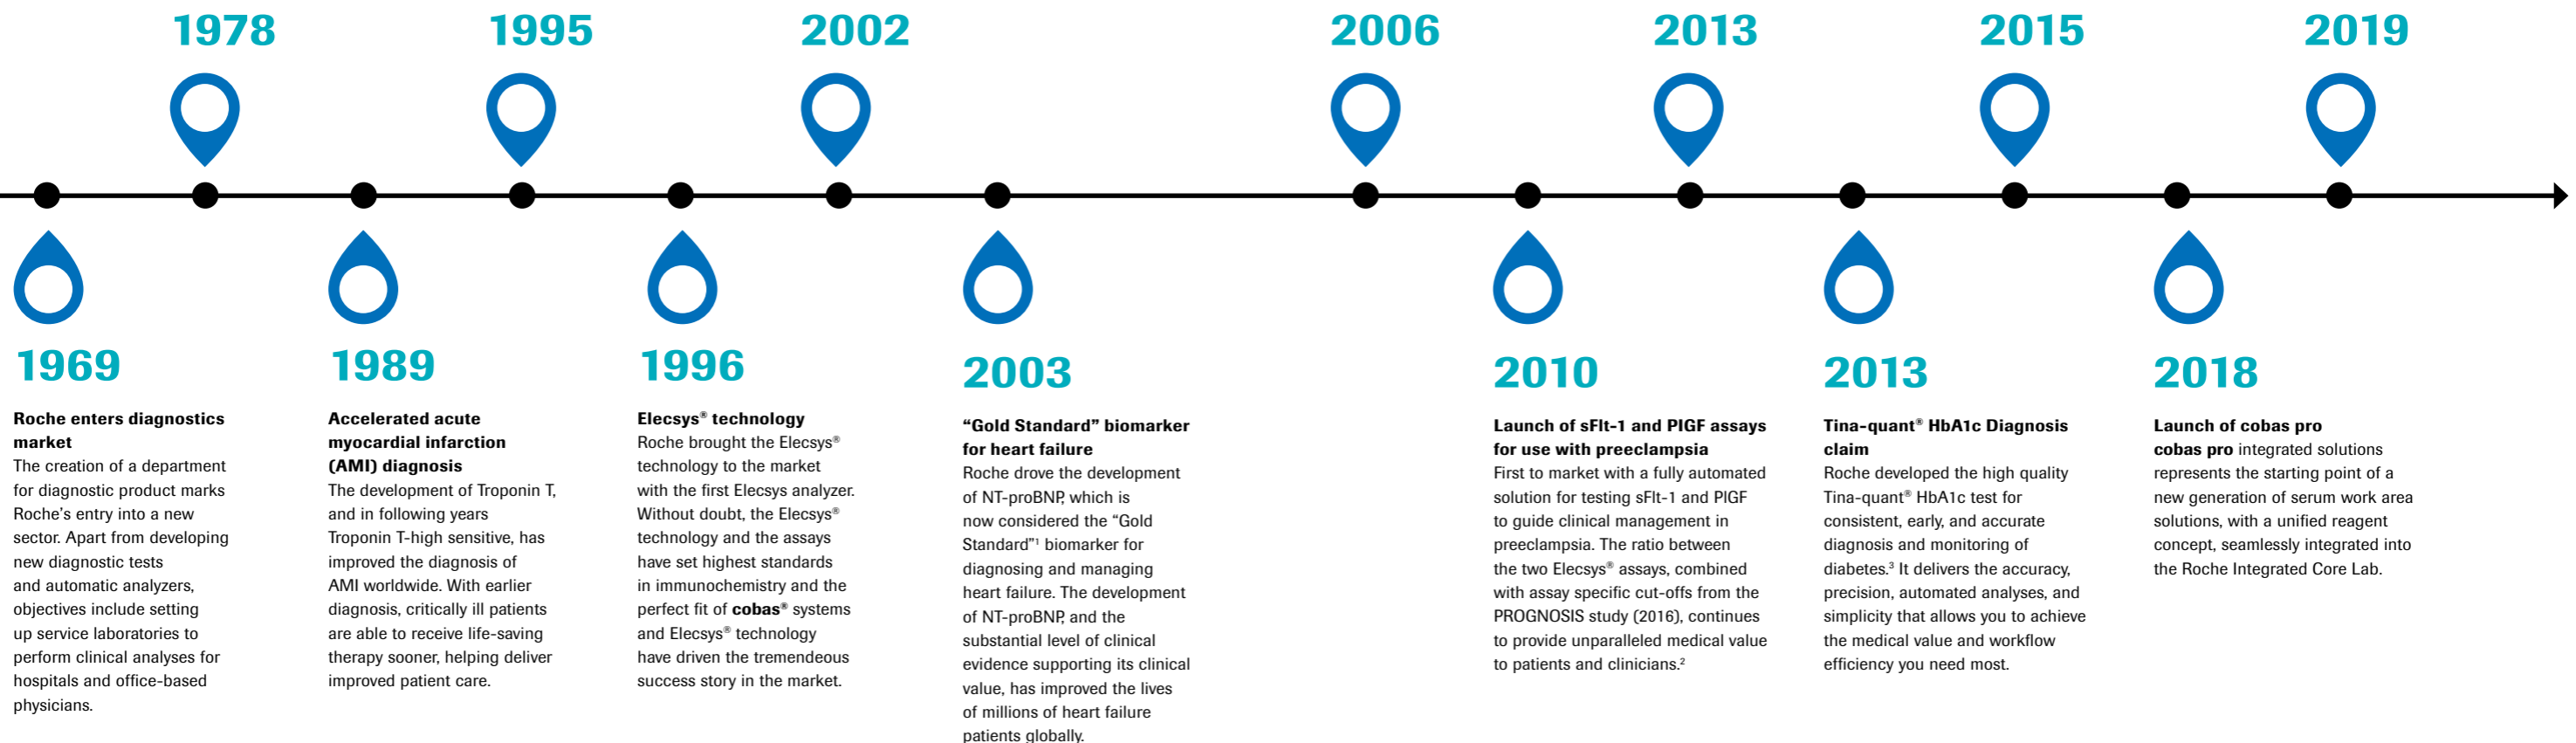 1978
1995
2002
2006
2013
2015
2019
1969
Roche enters diagnostics
market
The creation of a department
for diagnostic product marks
Roche's entry into a new
sector. Apart from developing
new diagnostic tests
and automatic analyzers,
objectives include setting
up service laboratories to
perform clinical analyses for
hospitals and office-based
physicians.
1989
Accelerated acute
myocardial infarction
(AMI) diagnosis
The development of Troponin T,
and in following years
Troponin T-high sensitive, has
improved the diagnosis of
AMI worldwide. With earlier
diagnosis, critically ill patients
are able to receive life-saving
therapy sooner, helping deliver
improved patient care.
1996
Elecsys® technology
Roche brought the Elecsys®
technology to the market
with the first Elecsys analyzer.
Without doubt, the Elecsys®
technology and the assays
have set highest standards
in immunochemistry and the
perfect fit of cobas® systems
and Elecsys® technology
have driven the tremendeous
success story in the market.
2003
“Gold Standard” biomarker
for heart failure
Roche drove the development
of NT-proBNP, which is
now considered the “Gold
Standard”¹ biomarker for
diagnosing and managing
heart failure. The development
of NT-proBNP, and the
substantial level of clinical
evidence supporting its clinical
value, has improved the lives
of millions of heart failure
patients globally.
2010
Launch of sFlt-1 and PlGF assays
for use with preeclampsia
First to market with a fully automated
solution for testing sFlt-1 and PlGF
to guide clinical management in
preeclampsia. The ratio between
the two Elecsys® assays, combined
with assay specific cut-offs from the
PROGNOSIS study (2016), continues
to provide unparalleled medical value
to patients and clinicians.²
2013
Tina-quant® HbA1c Diagnosis
claim
Roche developed the high quality
Tina-quant® HbA1c test for
consistent, early, and accurate
diagnosis and monitoring of
diabetes.³ It delivers the accuracy,
precision, automated analyses, and
simplicity that allows you to achieve
the medical value and workflow
efficiency you need most.
2018
Launch of cobas pro
cobas pro integrated solutions
represents the starting point of a
new generation of serum work area
solutions, with a unified reagent
concept, seamlessly integrated into
the Roche Integrated Core Lab.